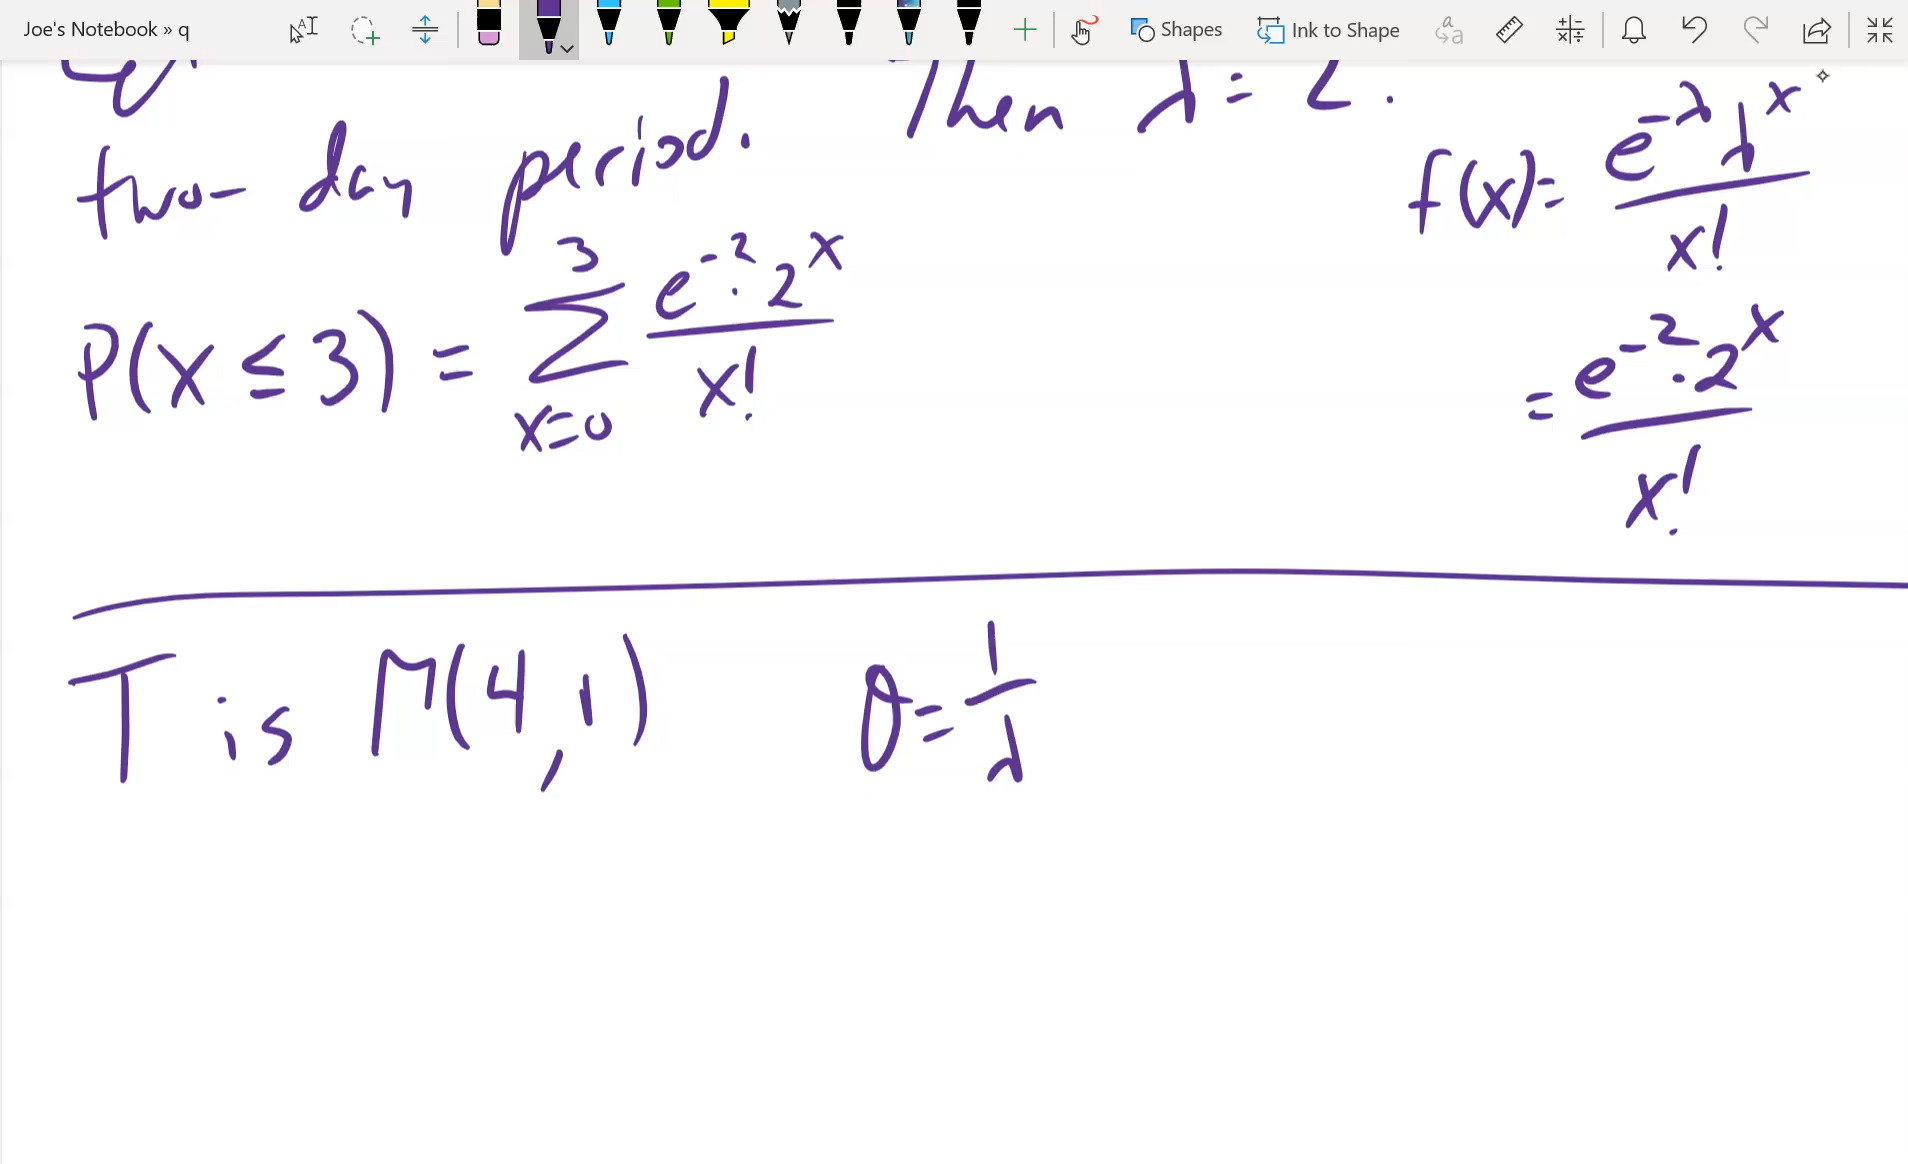 Joe's Notebook » q
Shapes
Ink to Shape
Then λ = 2.
two-day period.
f(x) = e^{-λ} λ^x / x!
P(x ≤ 3) = ∑_{x=0}^{3} e^{-2} · 2^x / x!
= e^{-2} · 2^x / x!
T is Γ(4, 1) θ = 1/λ